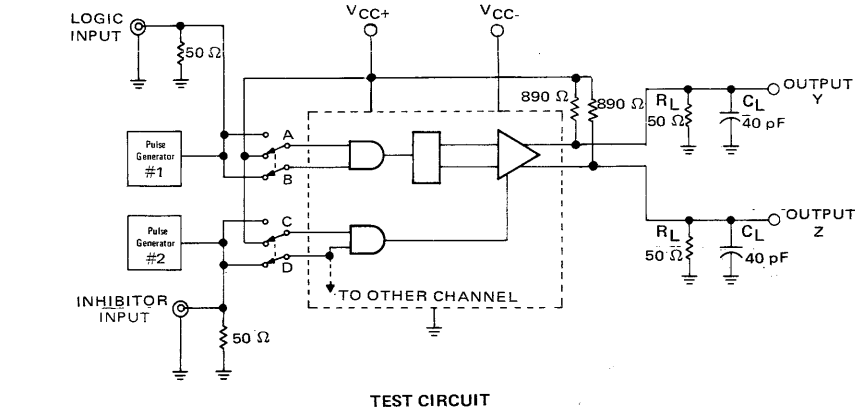 LOGIC
INPUT
VCC+
VCC-
50 Ω
890 Ω
890 Ω
RL
50 Ω
CL
40 pF
OUTPUT
Y
Pulse
Generator
#1
A
B
Pulse
Generator
#2
C
D
RL
50 Ω
CL
40 pF
OUTPUT
Z
TO OTHER CHANNEL
INHIBITOR
INPUT
50 Ω
TEST CIRCUIT